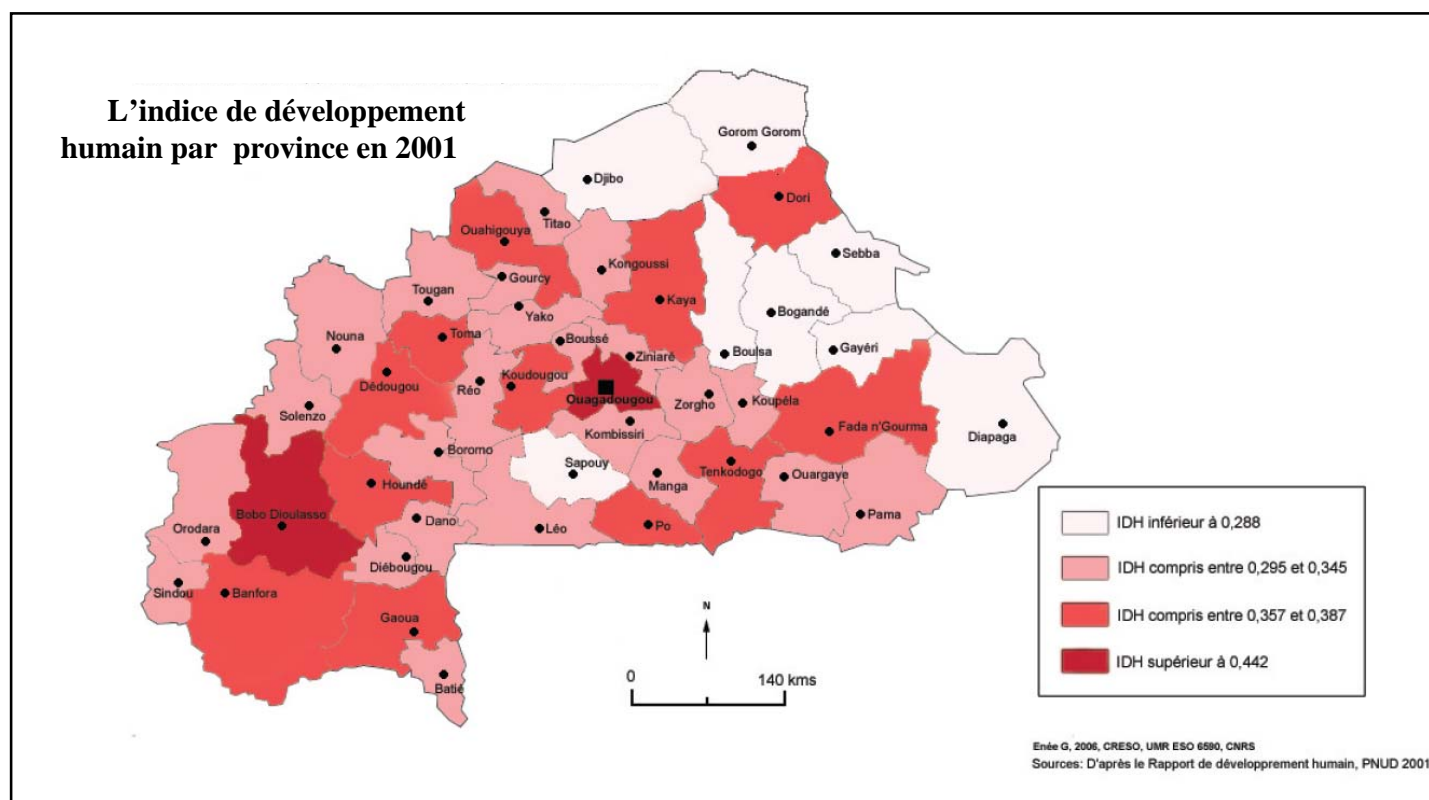 L'indice de développement
humain par province en 2001
Gorom Gorom
Djibo
Dori
Titao
Ouahigouya
Sebba
Kongoussi
Gourcy
Tougan
Kaya
Yako
Bogandé
Toma
Nouna
Boussé
Boulsa
Gayéri
Ziniaré
Dédougou
Koudougou
Réo
Ouagadougou
Zorgho
Koupéla
Solenzo
Kombissiri
Fada n'Gourma
Diapaga
Boromo
Sapouy
Tenkodogo
Manga
Ouargaye
Houndé
Bobo Dioulasso
Dano
Léo
Po
Pama
Orodara
Diébougou
Sindou
Banfora
Gaoua
Batié
N
0 140 kms
IDH inférieur à 0,288
IDH compris entre 0,295 et 0,345
IDH compris entre 0,357 et 0,387
IDH supérieur à 0,442
Enée G, 2006, CRESO, UMR ESO 6590, CNRS
Sources: D'après le Rapport de développrement humain, PNUD 2001